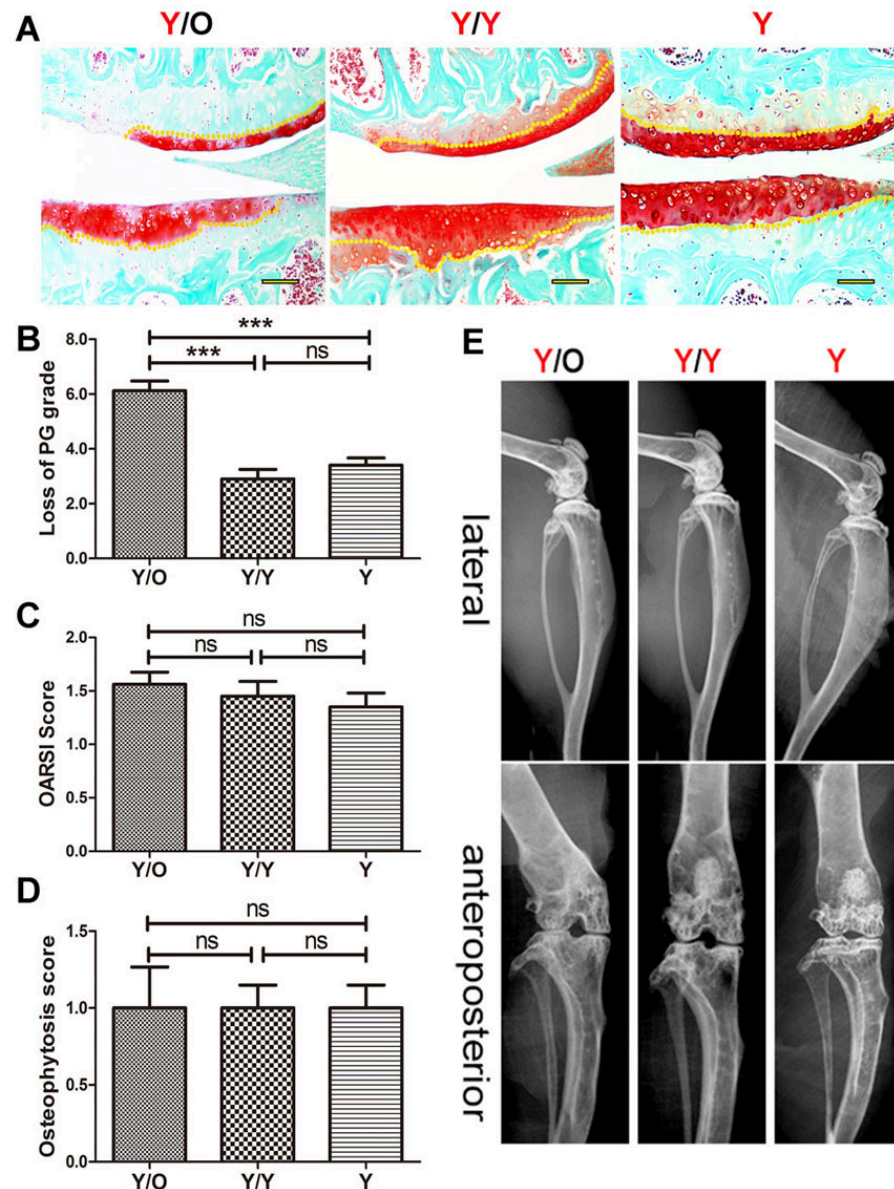 A
Y/O Y/Y Y
B
Loss of PG grade
8.0
6.0
4.0
2.0
0.0
***
*** ns
Y/O Y/Y Y
C
OARSI Score
2.0
1.5
1.0
0.5
0.0
ns
ns ns
Y/O Y/Y Y
D
Osteophytosis score
1.5
1.0
0.5
0.0
ns
ns ns
Y/O Y/Y Y
E
Y/O Y/Y Y
lateral
anteroposterior